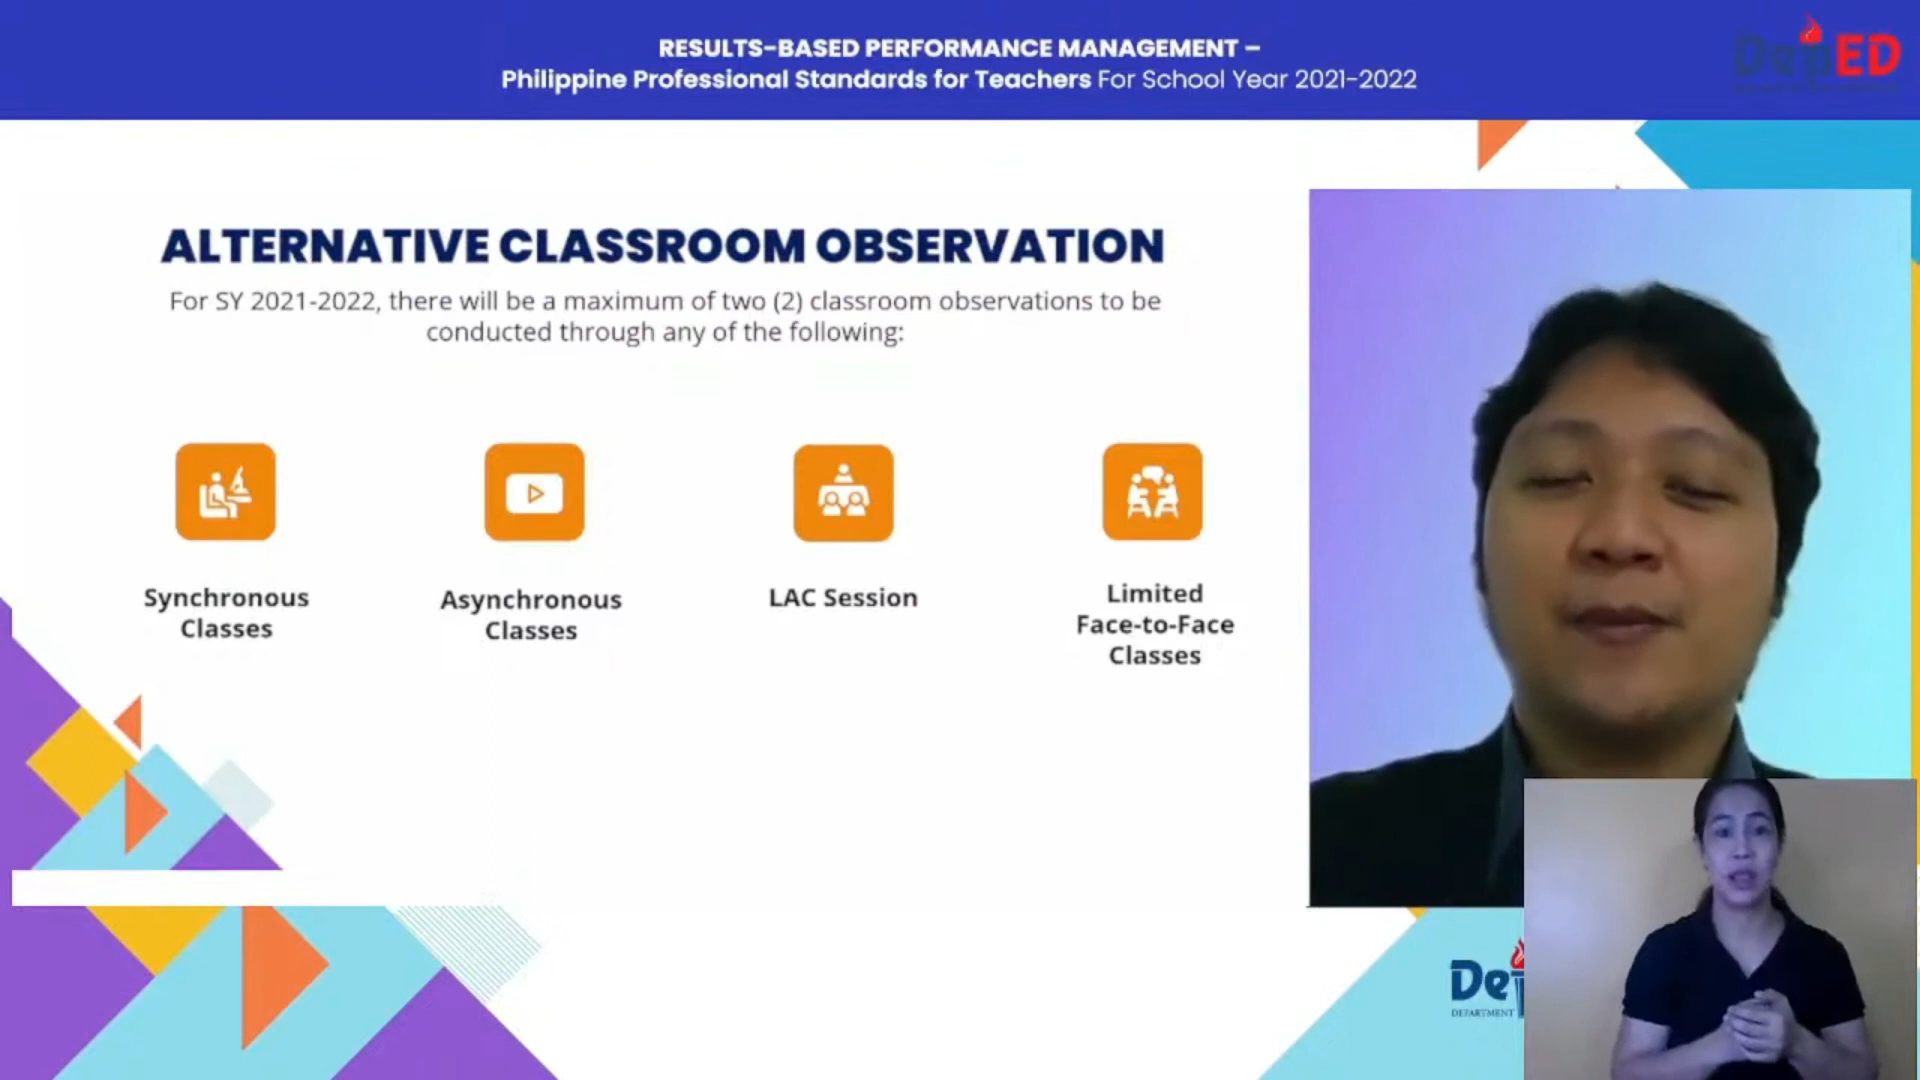 RESULTS-BASED PERFORMANCE MANAGEMENT –
Philippine Professional Standards for Teachers For School Year 2021-2022
DepED
ALTERNATIVE CLASSROOM OBSERVATION
For SY 2021-2022, there will be a maximum of two (2) classroom observations to be
conducted through any of the following:
Synchronous
Classes
Asynchronous
Classes
LAC Session
Limited
Face-to-Face
Classes
De
DEPARTMENT